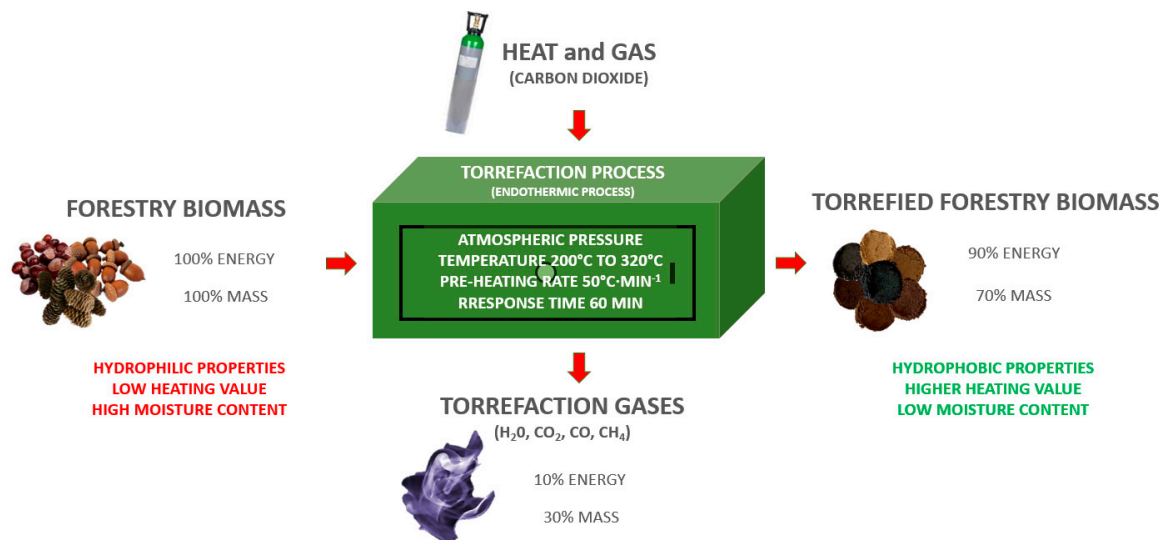 HEAT and GAS
(CARBON DIOXIDE)
TORREFACTION PROCESS
(ENDOTHERMIC PROCESS)
FORESTRY BIOMASS
100% ENERGY
100% MASS
HYDROPHILIC PROPERTIES
LOW HEATING VALUE
HIGH MOISTURE CONTENT
ATMOSPHERIC PRESSURE
TEMPERATURE 200°C TO 320°C
PRE-HEATING RATE 50°C·MIN⁻¹
RRESPONSE TIME 60 MIN
TORREFIED FORESTRY BIOMASS
90% ENERGY
70% MASS
HYDROPHOBIC PROPERTIES
HIGHER HEATING VALUE
LOW MOISTURE CONTENT
TORREFACTION GASES
(H₂0, CO₂, CO, CH₄)
10% ENERGY
30% MASS